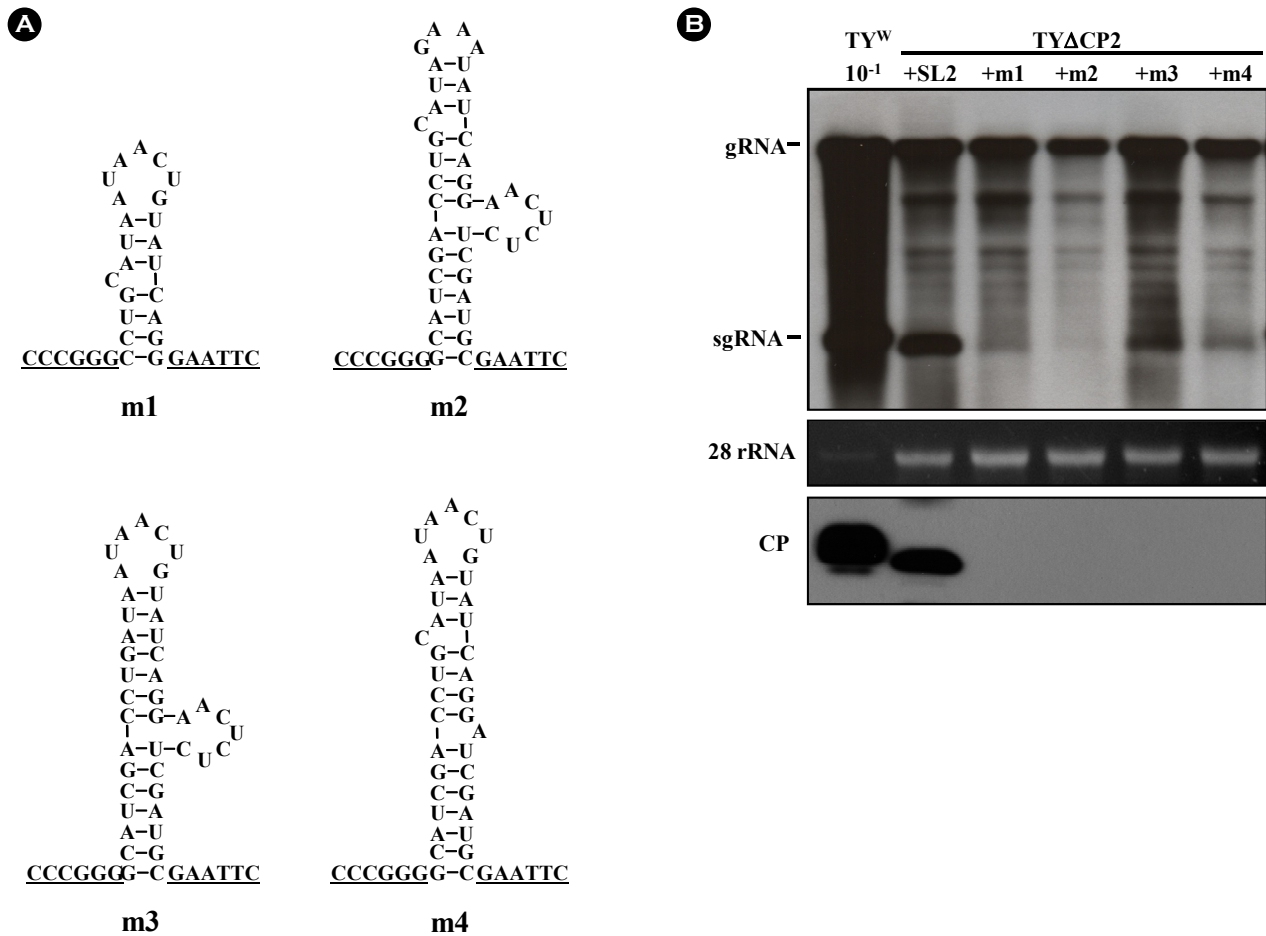 A
A
A C
U U
A G
A–U
U–A
A–U
C
G–C
U–A
C–G
CCCGGGC–G GAATTC
m1
A A
G A
A–U
U–A
A–U
C
G–C
U–A
C–G
C–G–A A C
U
A–U–C U C
G–C
C–G
U–A
A–U
C–G
CCCGGGG–C GAATTC
m2
A
A C
U U
A G
A–U
U–A
A–U
G–C
U–A
C–G
C–G–A A C
U
A–U–C U C
G–C
C–G
U–A
A–U
C–G
CCCGGGG–C GAATTC
m3
A
A C
U U
A G
A–U
U–A
A–U
C
G–C
U–A
C–G
C–G
A
A–U
G–C
C–G
U–A
A–U
C–G
CCCGGGG–C GAATTC
m4
B
TYᵂ TYΔCP2
10⁻¹ +SL2 +m1 +m2 +m3 +m4
gRNA
sgRNA
28 rRNA
CP